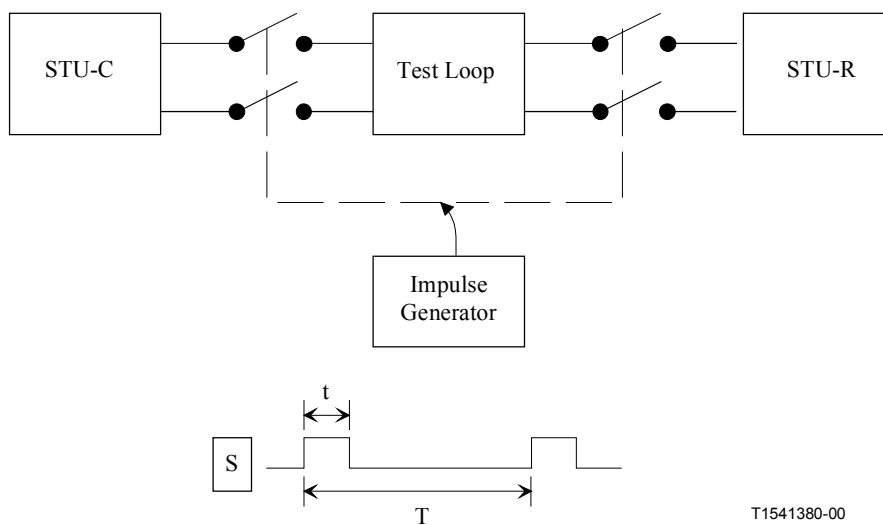 STU-C
Test Loop
STU-R
Impulse
Generator
t
S
T
T1541380-00